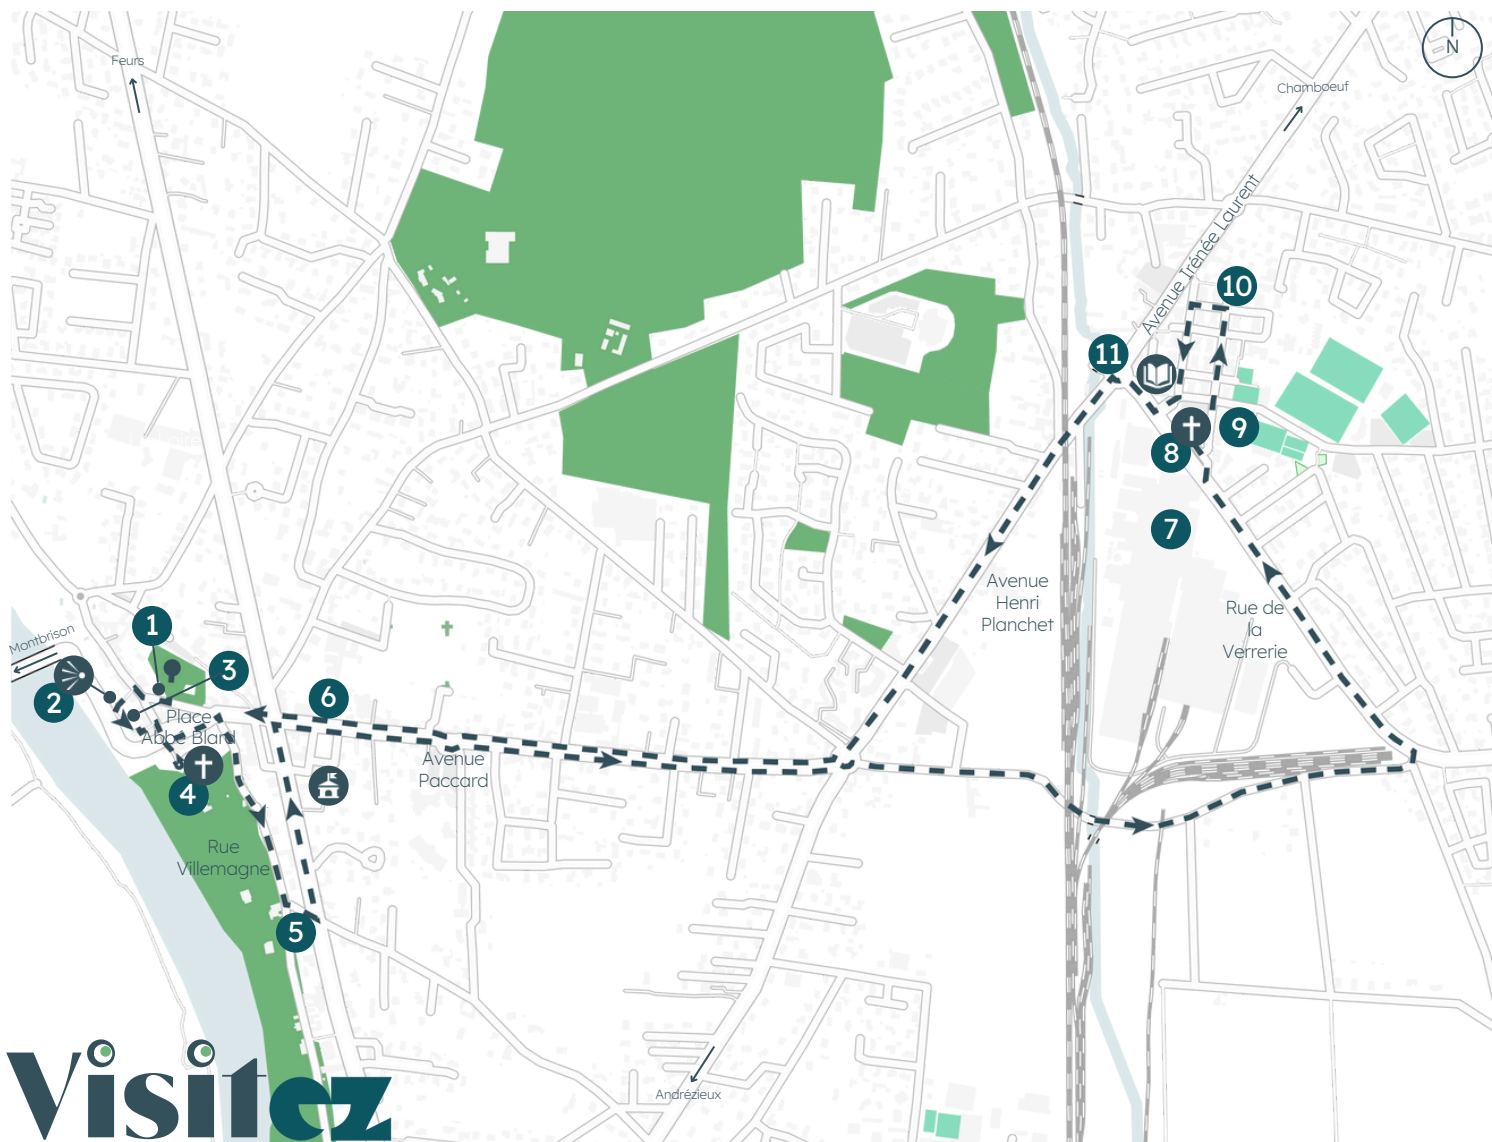 Feurs
N
Chamboeuf
Avenue Irénée Laurent
10
11
9
8
7
Avenue
Henri
Planchet
Rue de
la
Verrerie
Montbrison
1
3
2
6
Place
Abbé Blard
4
Avenue
Paccard
Rue
Villemagne
5
Andrézieux
Visitez